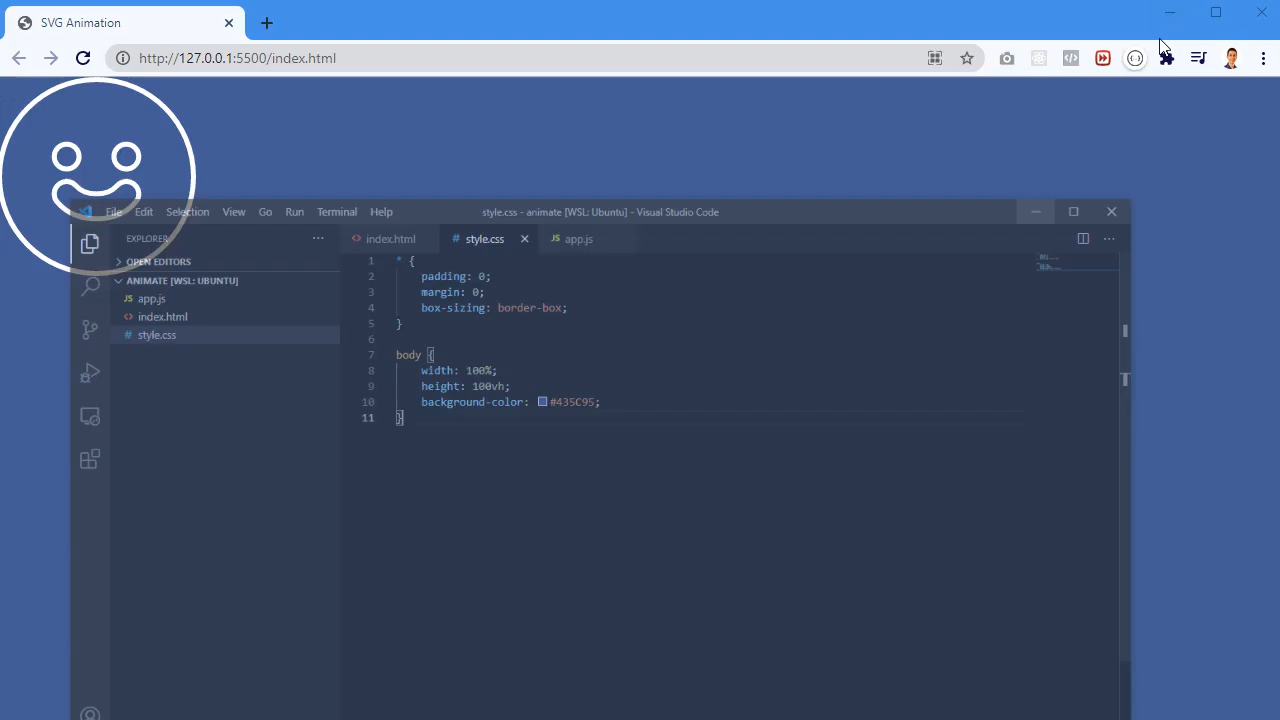 SVG Animation
http://127.0.0.1:5500/index.html
File Edit Selection View Go Run Terminal Help
style.css - animate [WSL: Ubuntu] - Visual Studio Code
EXPLORER
index.html
style.css
app.js
OPEN EDITORS
ANIMATE [WSL: UBUNTU]
app.js
index.html
style.css
1 * {
2 padding: 0;
3 margin: 0;
4 box-sizing: border-box;
5 }
6
7 body {
8 width: 100%;
9 height: 100vh;
10 background-color: #435C95;
11 }